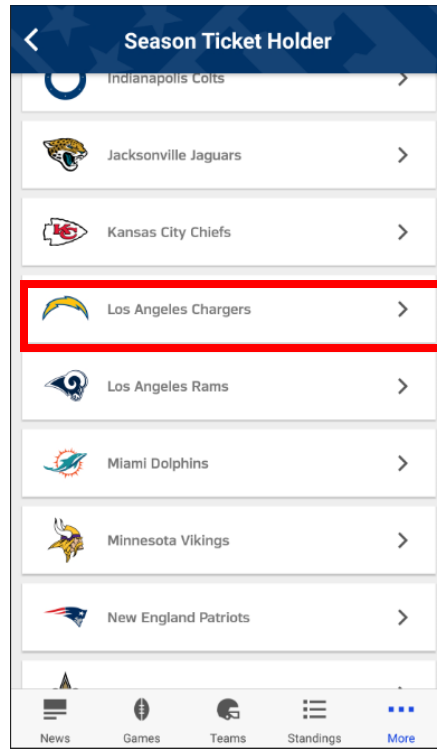 Season Ticket Holder
Indianapolis Colts
Jacksonville Jaguars
KC
Kansas City Chiefs
Los Angeles Chargers
Los Angeles Rams
Miami Dolphins
Minnesota Vikings
New England Patriots
News Games Teams Standings More